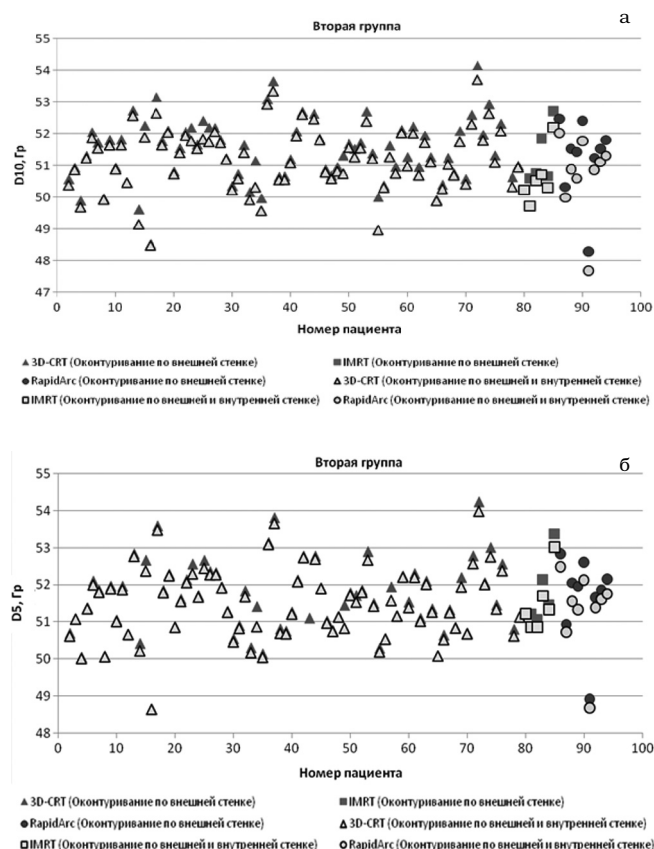 а
Вторая группа
55
54
53
52
51
50
49
48
47
D10, Гр
0 10 20 30 40 50 60 70 80 90 100
Номер пациента
3D-CRT (Оконтуривание по внешней стенке) IMRT (Оконтуривание по внешней стенке)
RapidArc (Оконтуривание по внешней стенке) 3D-CRT (Оконтуривание по внешней и внутренней стенке)
IMRT (Оконтуривание по внешней и внутренней стенке) RapidArc (Оконтуривание по внешней и внутренней стенке)
б
Вторая группа
55
54
53
52
51
50
49
48
D5, Гр
0 10 20 30 40 50 60 70 80 90 100
Номер пациента
3D-CRT (Оконтуривание по внешней стенке) IMRT (Оконтуривание по внешней стенке)
RapidArc (Оконтуривание по внешней стенке) 3D-CRT (Оконтуривание по внешней и внутренней стенке)
IMRT (Оконтуривание по внешней и внутренней стенке) RapidArc (Оконтуривание по внешней и внутренней стенке)